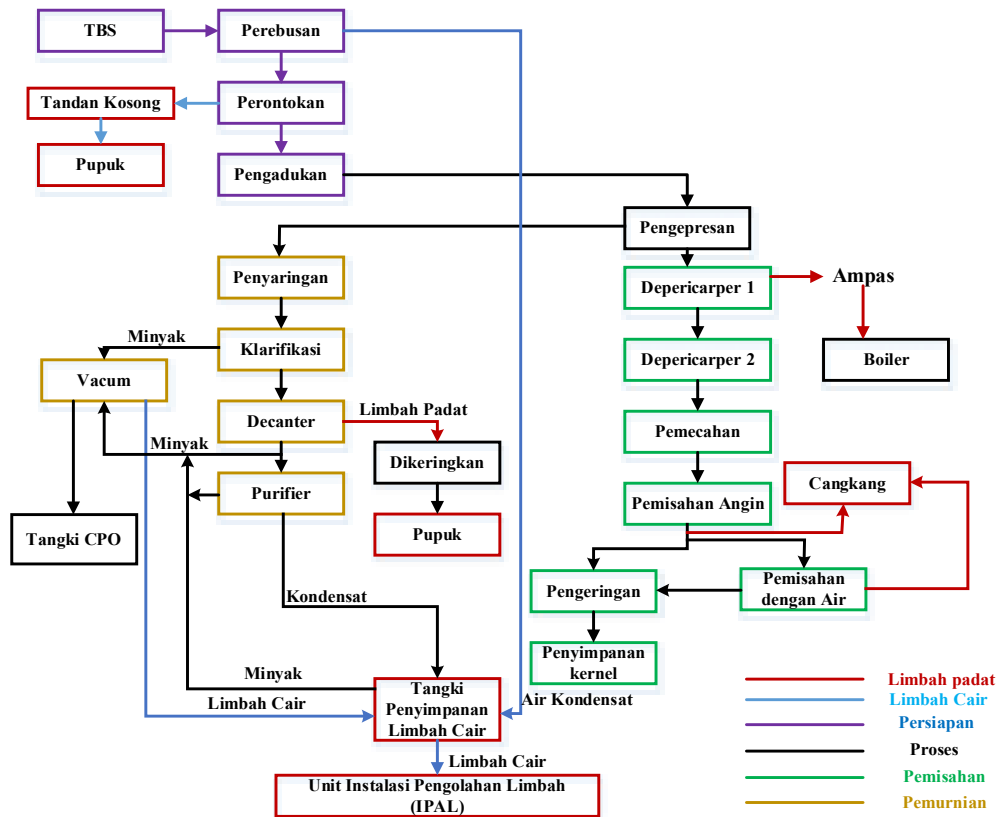 TBS
Perebusan
Tandan Kosong
Perontokan
Pupuk
Pengadukan
Pengepresan
Penyaringan
Depericarper 1
Ampas
Minyak
Klarifikasi
Depericarper 2
Boiler
Vacum
Decanter
Limbah Padat
Pemecahan
Minyak
Dikeringkan
Purifier
Pemisahan Angin
Cangkang
Tangki CPO
Pupuk
Pengeringan
Pemisahan
dengan Air
Kondensat
Penyimpanan
kernel
Minyak
Limbah Cair
Tangki
Penyimpanan
Limbah Cair
Air Kondensat
Limbah Cair
Unit Instalasi Pengolahan Limbah
(IPAL)
Limbah padat
Limbah Cair
Persiapan
Proses
Pemisahan
Pemurnian